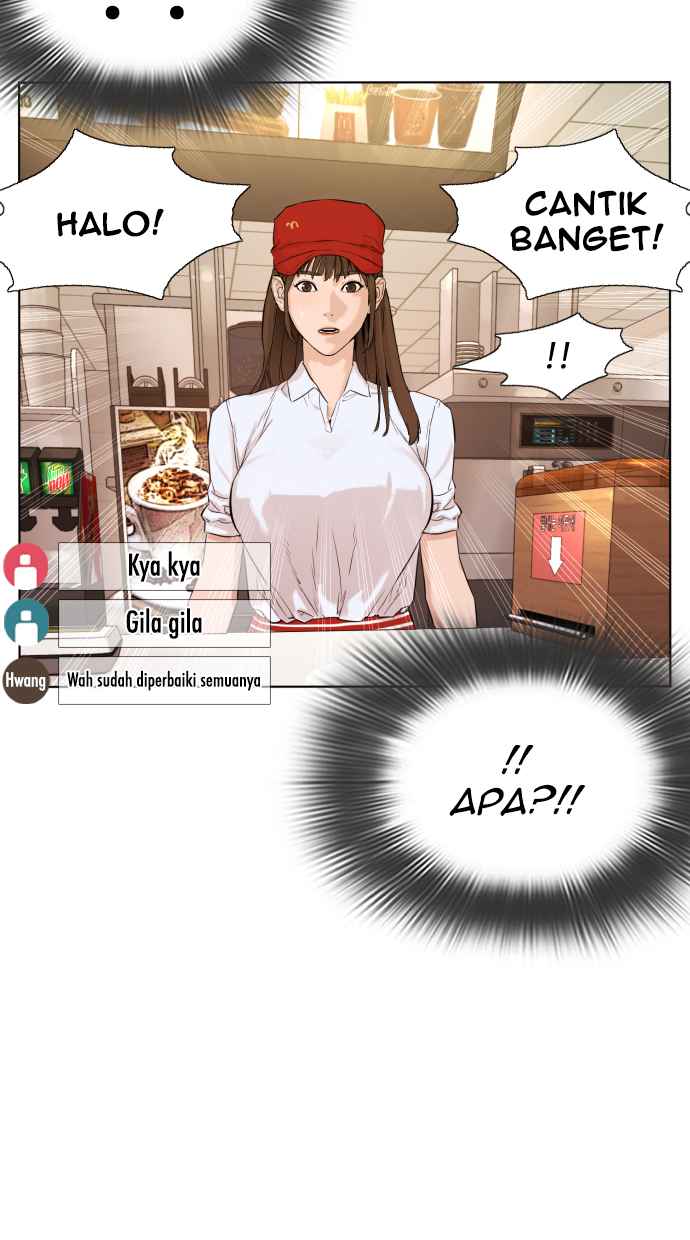 HALO!
CANTIK
BANGET!
!!
Kya kya
Gila gila
Hwang
Wah sudah diperbaiki semuanya
!!
APA?!!